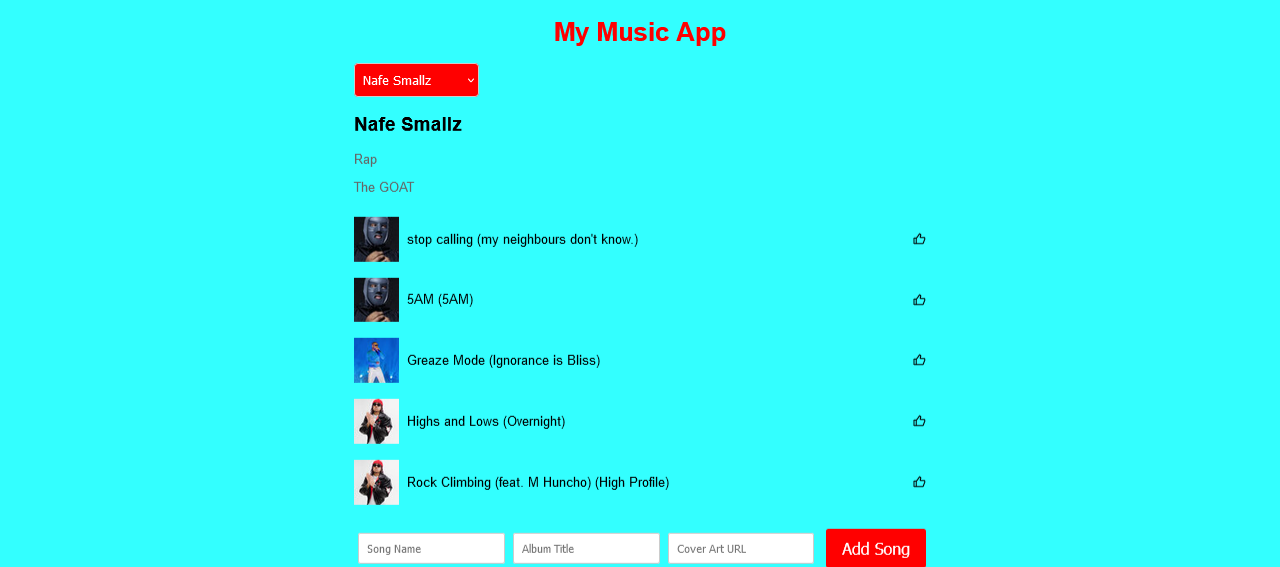 My Music App
Nafe Smallz
Nafe Smallz
Rap
The GOAT
stop calling (my neighbours don't know.)
5AM (5AM)
Greaze Mode (Ignorance is Bliss)
Highs and Lows (Overnight)
Rock Climbing (feat. M Huncho) (High Profile)
Song Name Album Title Cover Art URL Add Song